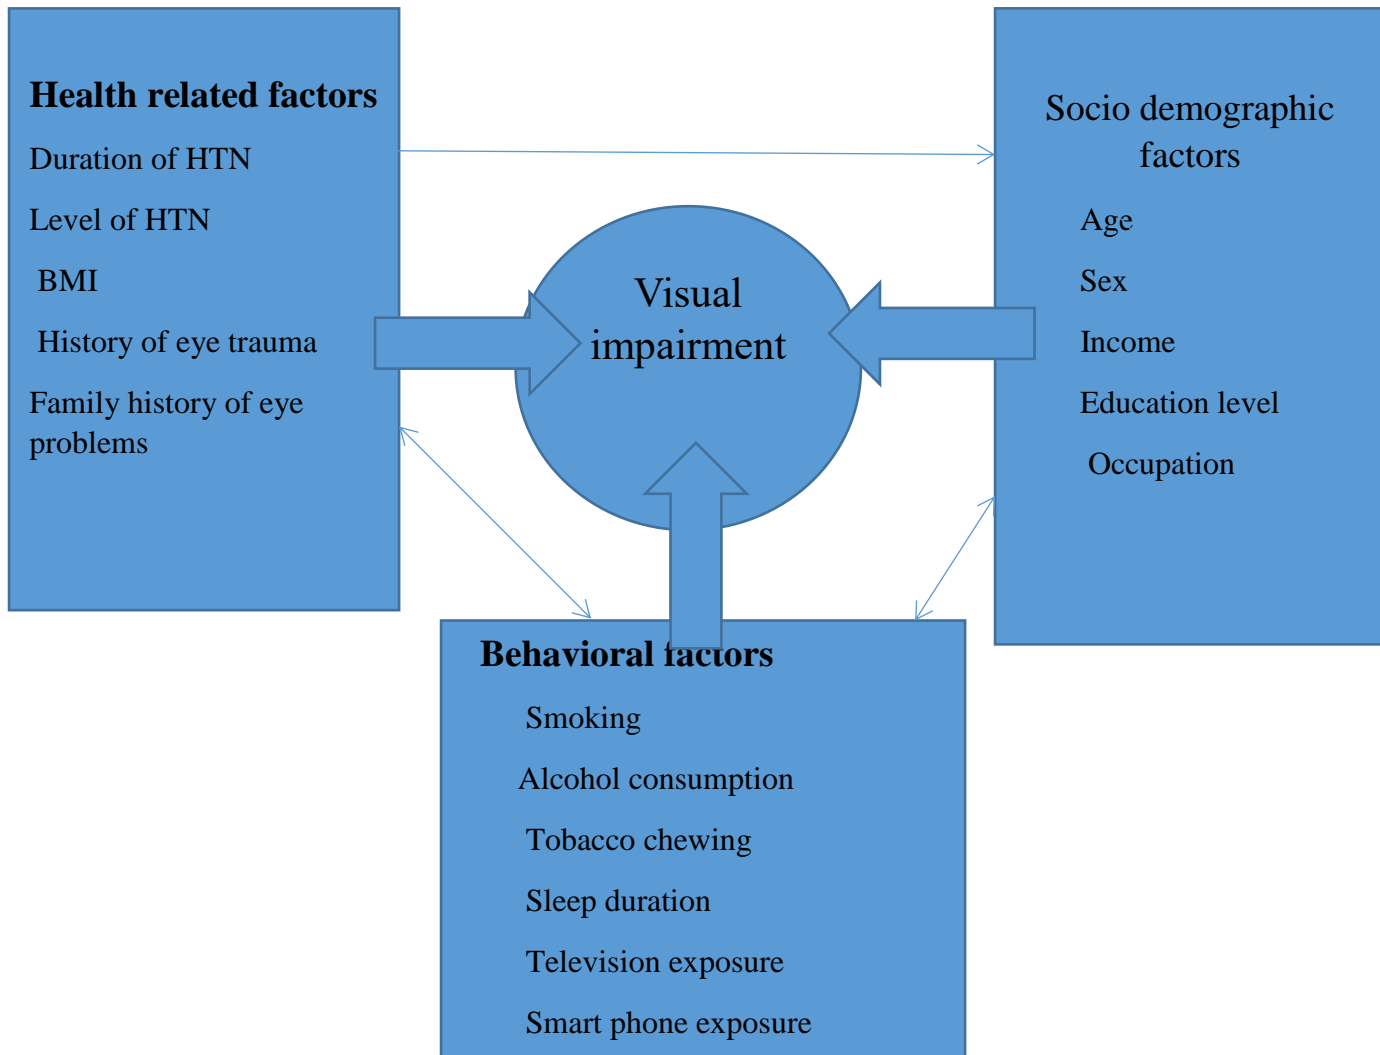 Health related factors
Duration of HTN
Level of HTN
BMI
History of eye trauma
Family history of eye
problems
Visual
impairment
Socio demographic
factors
Age
Sex
Income
Education level
Occupation
Behavioral factors
Smoking
Alcohol consumption
Tobacco chewing
Sleep duration
Television exposure
Smart phone exposure